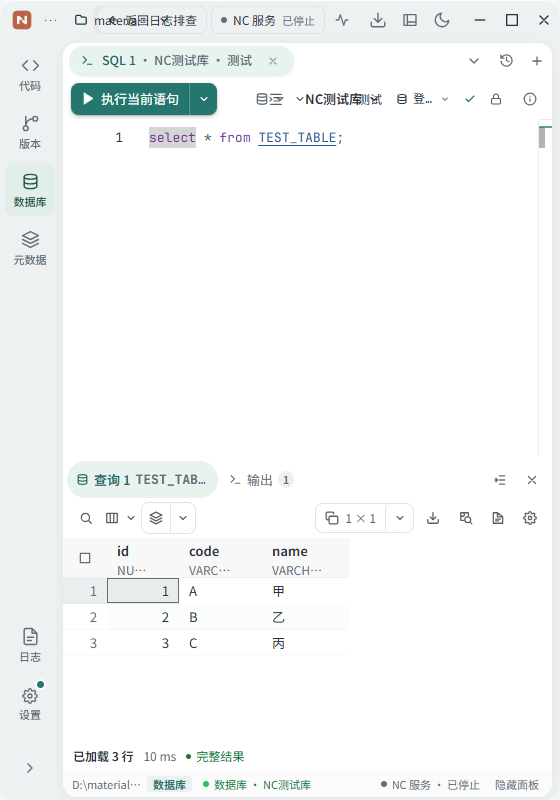 N ··· material 返回日志排查 NC 服务 已停止
SQL 1 · NC测试库 · 测试
代码
执行当前语句 NC测试库 测试 登...
1 select * from TEST_TABLE;
版本
数据库
元数据
查询 1 TEST_TAB... 输出 1
1 × 1
id code name
NU··· VARC··· VARCH···
1 1 A 甲
2 2 B 乙
3 3 C 丙
日志
设置
已加载 3 行 10 ms 完整结果
D:\material··· 数据库 数据库 · NC测试库 NC 服务 · 已停止 隐藏面板